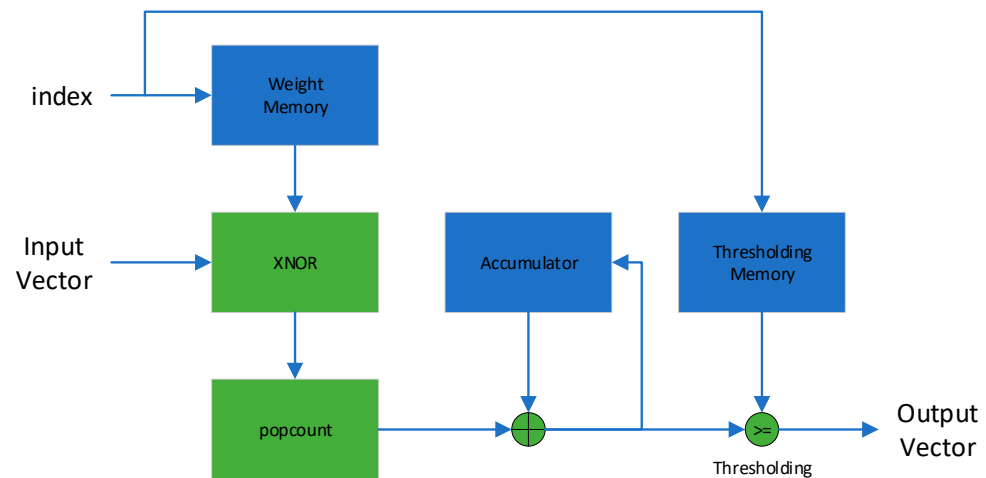 index
Weight
Memory
Input
Vector
XNOR
Accumulator
Thresholding
Memory
popcount
>=
Output
Vector
Thresholding